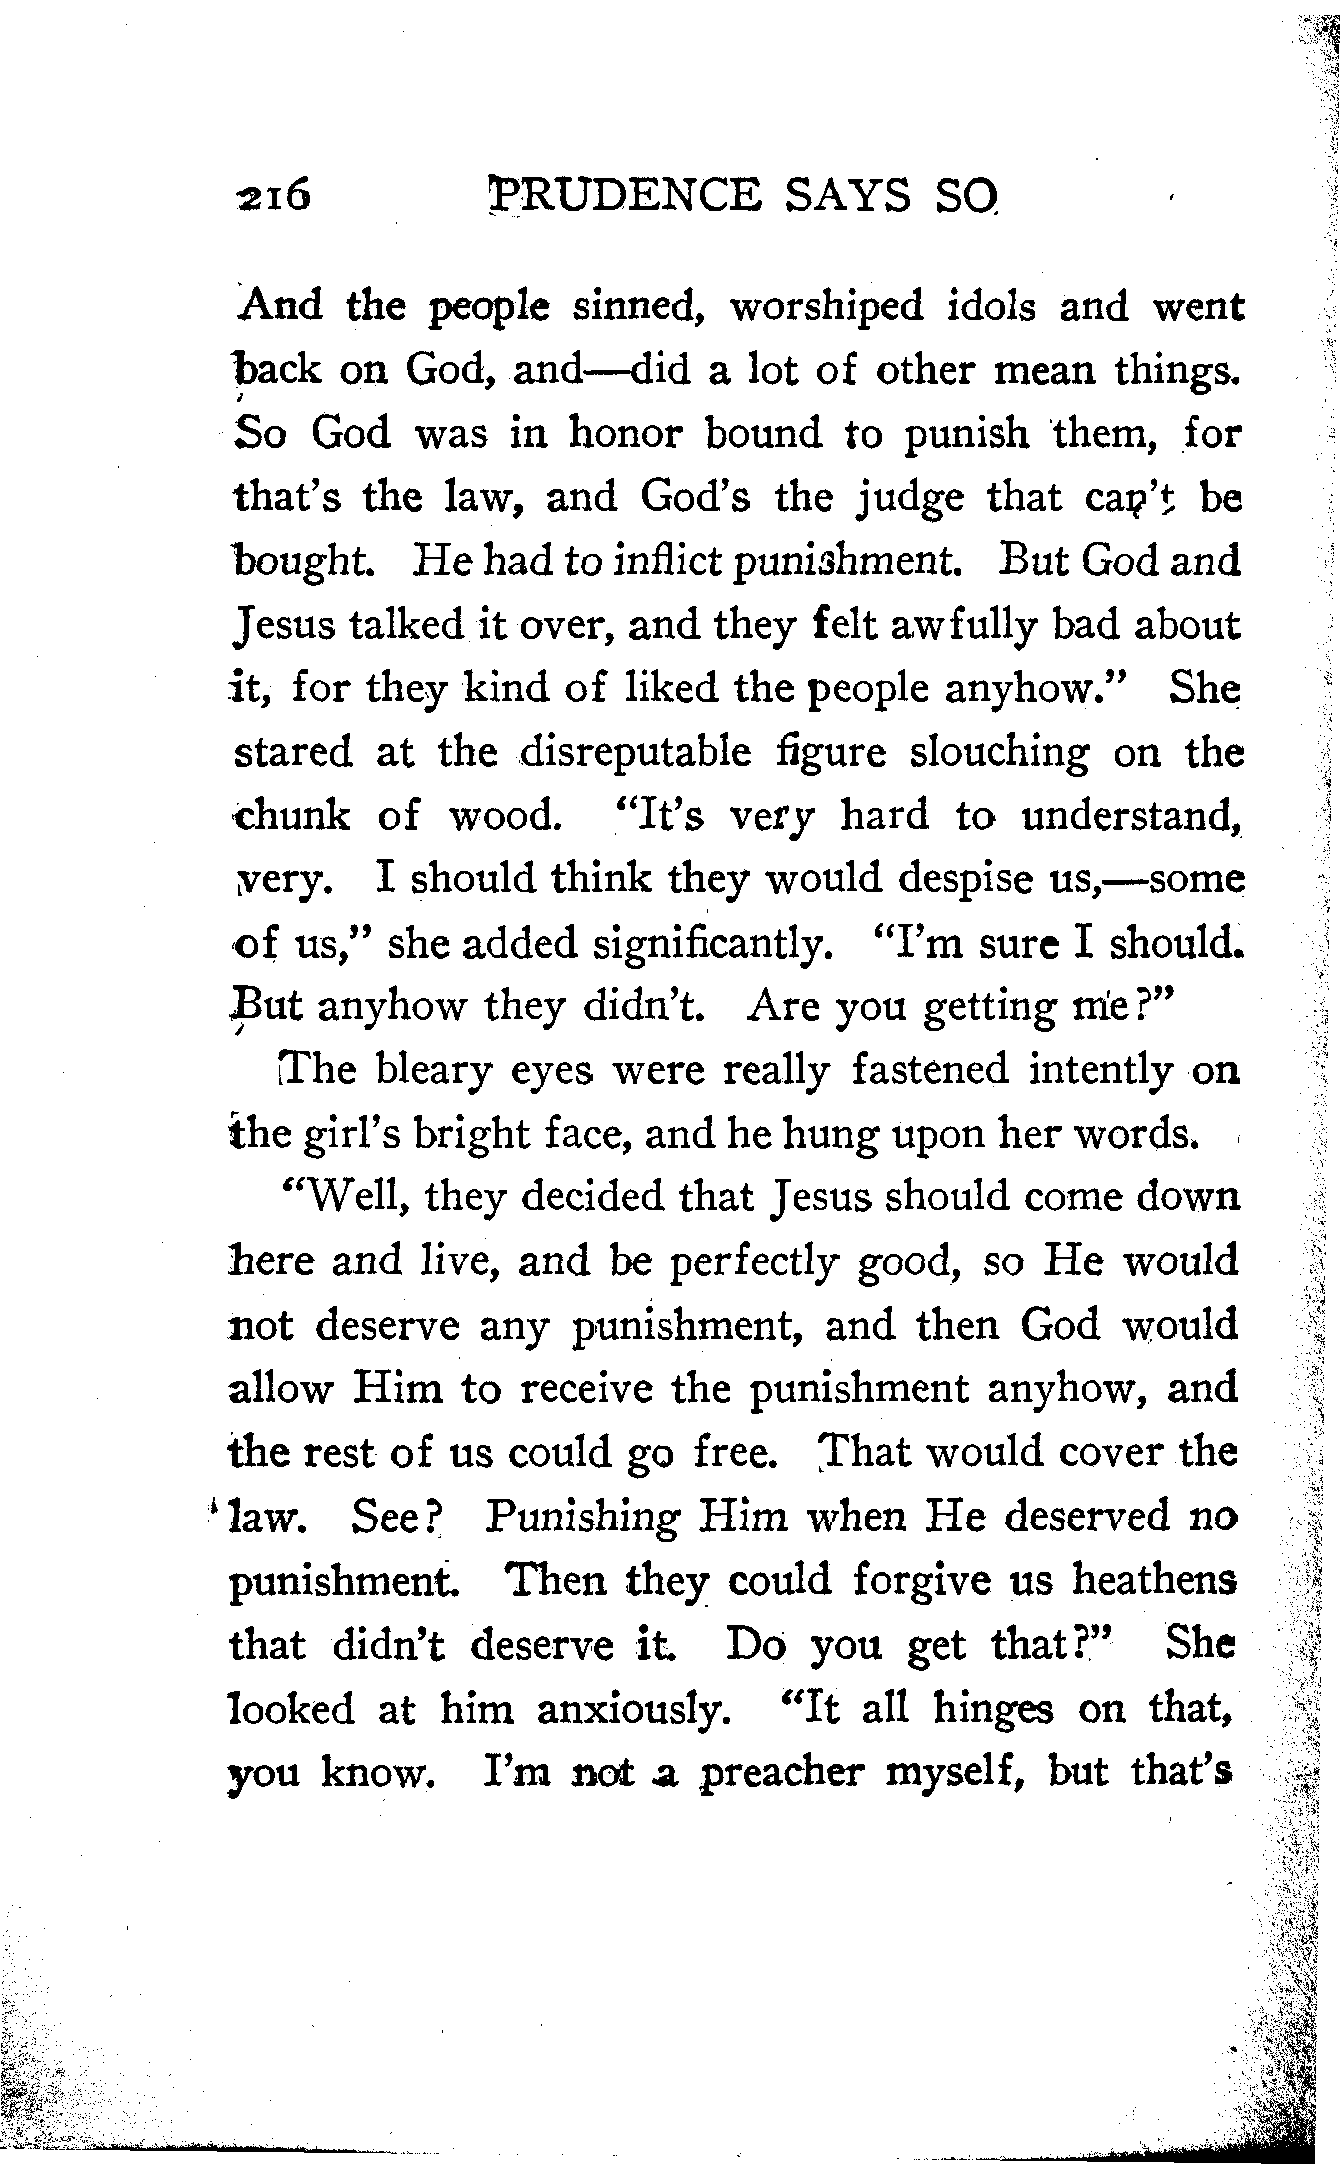 216 PRUDENCE SAYS SO
And the people sinned, worshiped idols and went
back on God, and—did a lot of other mean things.
So God was in honor bound to punish them, for
that's the law, and God's the judge that can't be
bought. He had to inflict punishment. But God and
Jesus talked it over, and they felt awfully bad about
it, for they kind of liked the people anyhow." She
stared at the disreputable figure slouching on the
chunk of wood. "It's very hard to understand,
very. I should think they would despise us,—some
of us," she added significantly. "I'm sure I should.
But anyhow they didn't. Are you getting me?"
The bleary eyes were really fastened intently on
the girl's bright face, and he hung upon her words.
"Well, they decided that Jesus should come down
here and live, and be perfectly good, so He would
not deserve any punishment, and then God would
allow Him to receive the punishment anyhow, and
the rest of us could go free. That would cover the
law. See? Punishing Him when He deserved no
punishment. Then they could forgive us heathens
that didn't deserve it. Do you get that?" She
looked at him anxiously. "It all hinges on that,
you know. I'm not a preacher myself, but that's